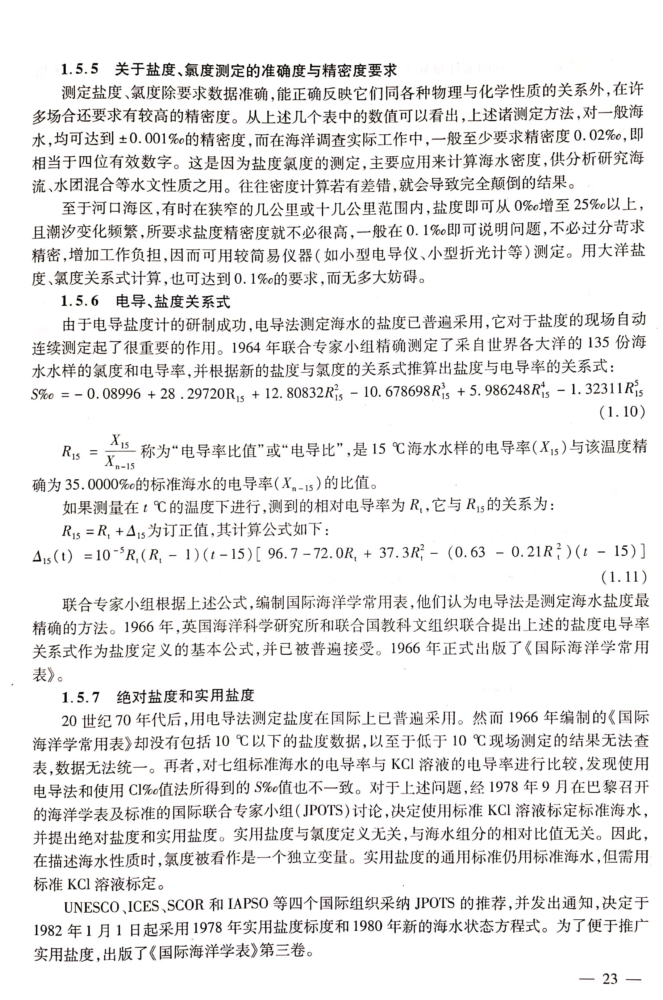 1.5.5 关于盐度、氯度测定的准确度与精密度要求
测定盐度、氯度除要求数据准确,能正确反映它们同各种物理与化学性质的关系外,在许
多场合还要求有较高的精密度。从上述几个表中的数值可以看出,上述诸测定方法,对一般海
水,均可达到 ±0.001‰的精密度,而在海洋调查实际工作中,一般至少要求精密度 0.02‰,即
相当于四位有效数字。这是因为盐度氯度的测定,主要应用来计算海水密度,供分析研究海
流、水团混合等水文性质之用。往往密度计算若有差错,就会导致完全颠倒的结果。
至于河口海区,有时在狭窄的几公里或十几公里范围内,盐度即可从 0‰增至 25‰以上,
且潮汐变化频繁,所要求盐度精密度就不必很高,一般在 0.1‰即可说明问题,不必过分苛求
精密,增加工作负担,因而可用较简易仪器(如小型电导仪、小型折光计等)测定。用大洋盐
度、氯度关系式计算,也可达到 0.1‰的要求,而无多大妨碍。
1.5.6 电导、盐度关系式
由于电导盐度计的研制成功,电导法测定海水的盐度已普遍采用,它对于盐度的现场自动
连续测定起了很重要的作用。1964 年联合专家小组精确测定了采自世界各大洋的 135 份海
水水样的氯度和电导率,并根据新的盐度与氯度的关系式推算出盐度与电导率的关系式:
S‰ = − 0.08996 + 28.29720R₁₅ + 12.80832R₁₅² − 10.678698R₁₅³ + 5.986248R₁₅⁴ − 1.32311R₁₅⁵
(1.10)
R₁₅ = X₁₅/Xₙ₋₁₅ 称为“电导率比值”或“电导比”,是 15 ℃海水水样的电导率(X₁₅)与该温度精
确为 35.0000‰的标准海水的电导率(Xₙ₋₁₅)的比值。
如果测量在 t ℃的温度下进行,测到的相对电导率为 Rₜ,它与 R₁₅的关系为:
R₁₅ = Rₜ + Δ₁₅为订正值,其计算公式如下:
Δ₁₅(t) = 10⁻⁵Rₜ(Rₜ − 1)(t − 15)[ 96.7 − 72.0Rₜ + 37.3Rₜ² − (0.63 − 0.21Rₜ²)(t − 15)]
(1.11)
联合专家小组根据上述公式,编制国际海洋学常用表,他们认为电导法是测定海水盐度最
精确的方法。1966 年,英国海洋科学研究所和联合国教科文组织联合提出上述的盐度电导率
关系式作为盐度定义的基本公式,并已被普遍接受。1966 年正式出版了《国际海洋学常用
表》。
1.5.7 绝对盐度和实用盐度
20 世纪 70 年代后,用电导法测定盐度在国际上已普遍采用。然而 1966 年编制的《国际
海洋学常用表》却没有包括 10 ℃以下的盐度数据,以至于低于 10 ℃现场测定的结果无法查
表,数据无法统一。再者,对七组标准海水的电导率与 KCl 溶液的电导率进行比较,发现使用
电导法和使用 Cl‰值法所得到的 S‰值也不一致。对于上述问题,经 1978 年 9 月在巴黎召开
的海洋学表及标准的国际联合专家小组(JPOTS)讨论,决定使用标准 KCl 溶液标定标准海水,
并提出绝对盐度和实用盐度。实用盐度与氯度定义无关,与海水组分的相对比值无关。因此,
在描述海水性质时,氯度被看作是一个独立变量。实用盐度的通用标准仍用标准海水,但需用
标准 KCl 溶液标定。
UNESCO、ICES、SCOR 和 IAPSO 等四个国际组织采纳 JPOTS 的推荐,并发出通知,决定于
1982 年 1 月 1 日起采用 1978 年实用盐度标度和 1980 年新的海水状态方程式。为了便于推广
实用盐度,出版了《国际海洋学表》第三卷。
— 23 —